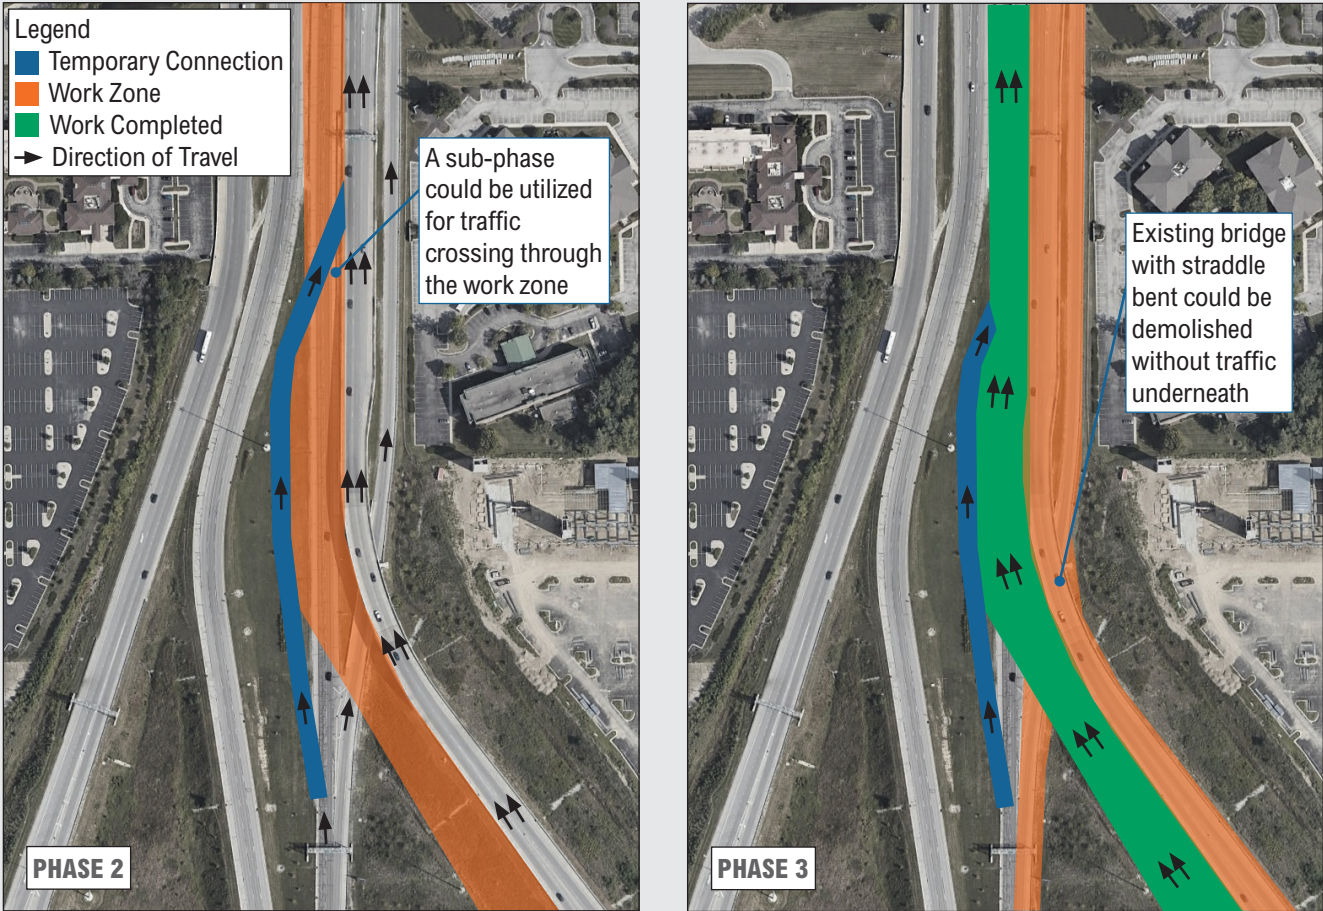 Legend
Temporary Connection
Work Zone
Work Completed
Direction of Travel
A sub-phase
could be utilized
for traffic
crossing through
the work zone
PHASE 2
Existing bridge
with straddle
bent could be
demolished
without traffic
underneath
PHASE 3